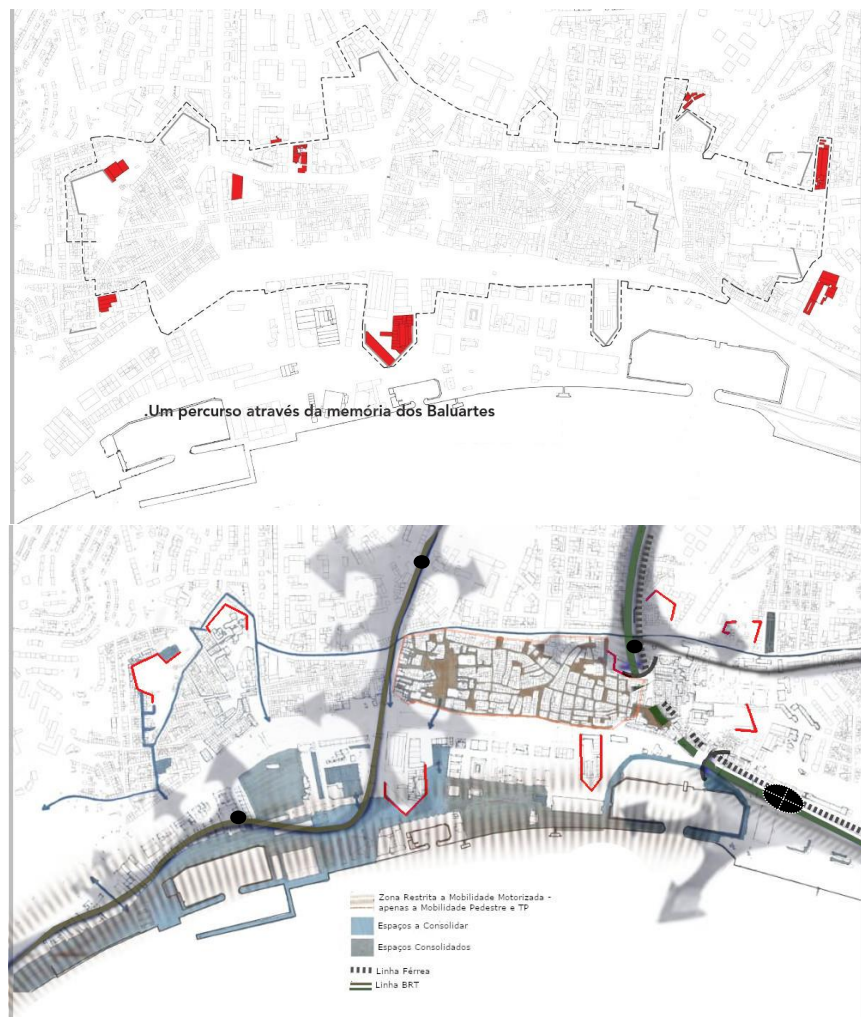 .Um percurso através da memória dos Baluartes
Zona Restrita a Mobilidade Motorizada -
apenas a Mobilidade Pedestre e TP
Espaços a Consolidar
Espaços Consolidados
Linha Férrea
Linha BRT